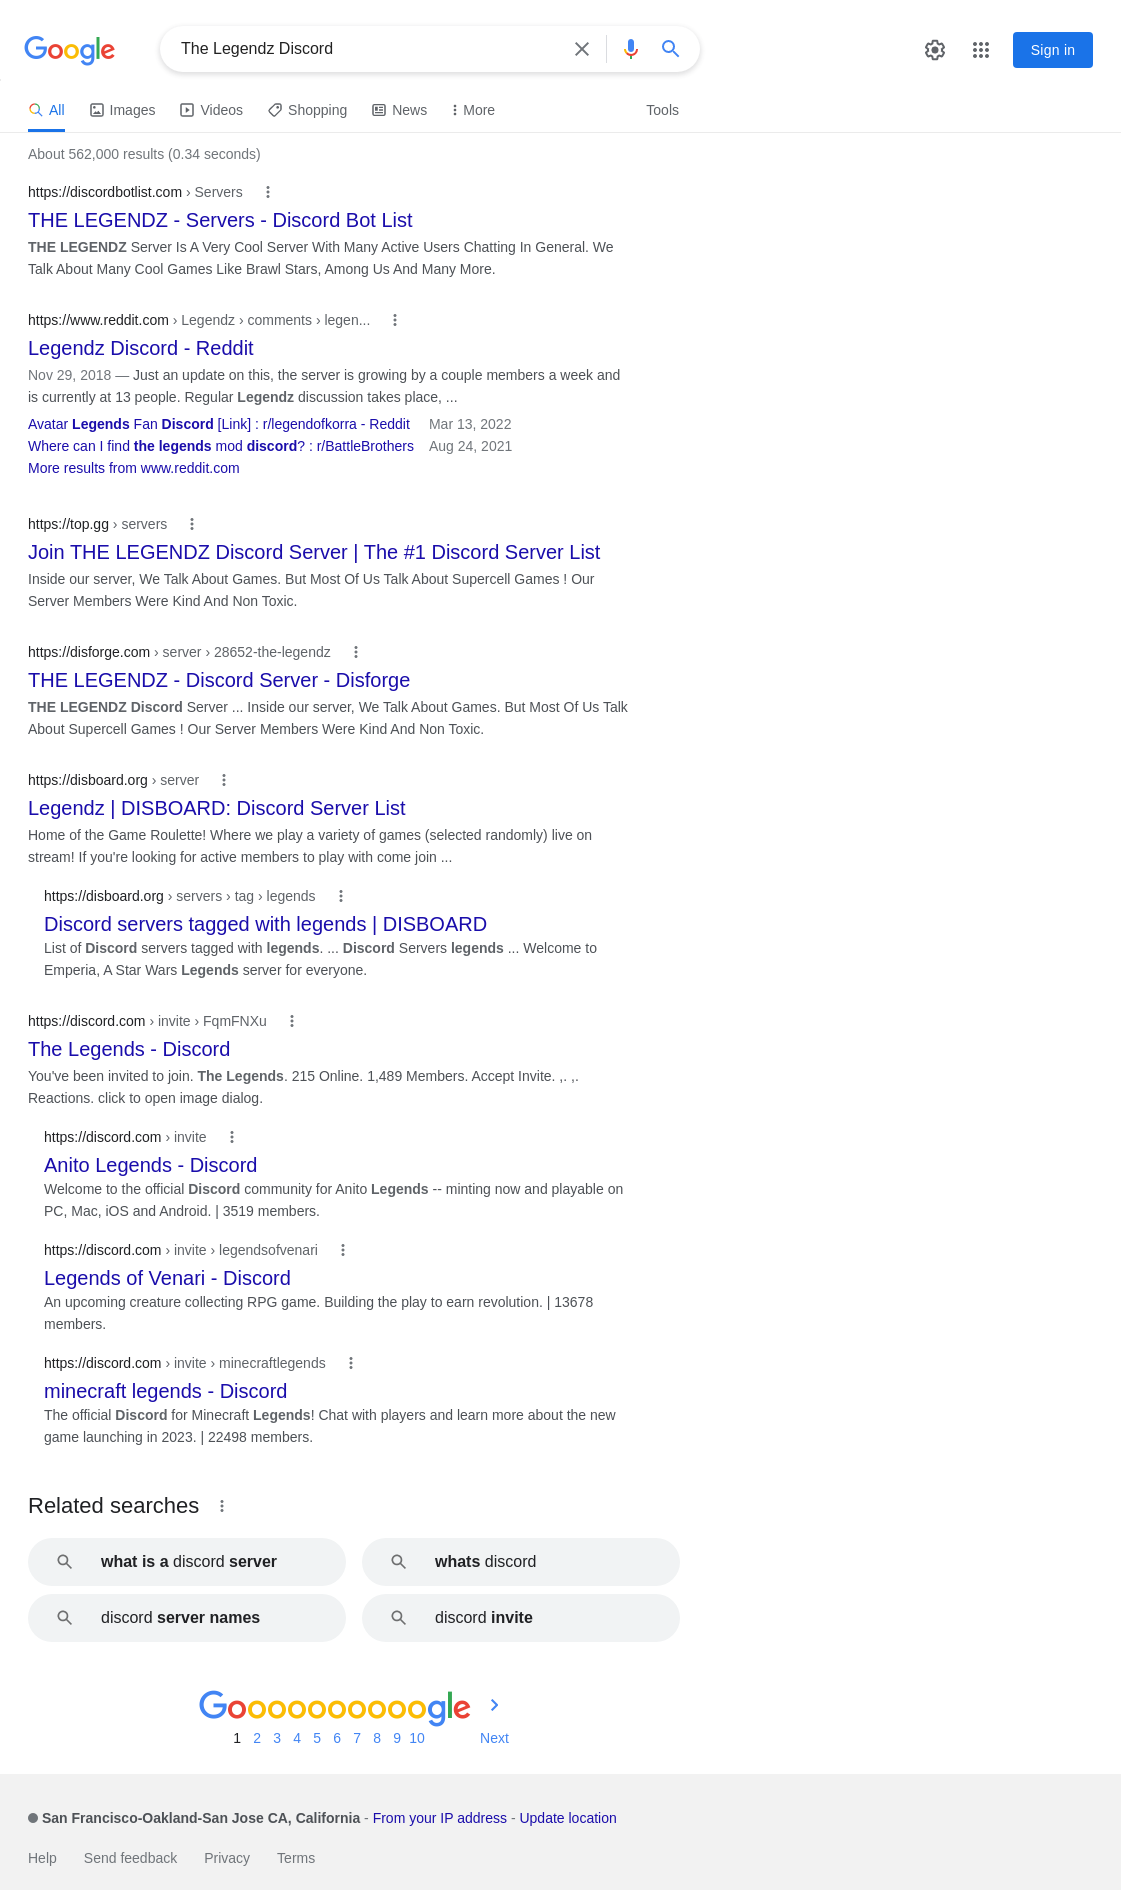 Google
The Legendz Discord
Sign in
All Images Videos Shopping News More Tools
About 562,000 results (0.34 seconds)
https://discordbotlist.com › Servers
THE LEGENDZ - Servers - Discord Bot List
THE LEGENDZ Server Is A Very Cool Server With Many Active Users Chatting In General. We
Talk About Many Cool Games Like Brawl Stars, Among Us And Many More.
https://www.reddit.com › Legendz › comments › legen...
Legendz Discord - Reddit
Nov 29, 2018 — Just an update on this, the server is growing by a couple members a week and
is currently at 13 people. Regular Legendz discussion takes place, ...
Avatar Legends Fan Discord [Link] : r/legendofkorra - Reddit Mar 13, 2022
Where can I find the legends mod discord? : r/BattleBrothers Aug 24, 2021
More results from www.reddit.com
https://top.gg › servers
Join THE LEGENDZ Discord Server | The #1 Discord Server List
Inside our server, We Talk About Games. But Most Of Us Talk About Supercell Games ! Our
Server Members Were Kind And Non Toxic.
https://disforge.com › server › 28652-the-legendz
THE LEGENDZ - Discord Server - Disforge
THE LEGENDZ Discord Server ... Inside our server, We Talk About Games. But Most Of Us Talk
About Supercell Games ! Our Server Members Were Kind And Non Toxic.
https://disboard.org › server
Legendz | DISBOARD: Discord Server List
Home of the Game Roulette! Where we play a variety of games (selected randomly) live on
stream! If you're looking for active members to play with come join ...
https://disboard.org › servers › tag › legends
Discord servers tagged with legends | DISBOARD
List of Discord servers tagged with legends. ... Discord Servers legends ... Welcome to
Emperia, A Star Wars Legends server for everyone.
https://discord.com › invite › FqmFNXu
The Legends - Discord
You've been invited to join. The Legends. 215 Online. 1,489 Members. Accept Invite. ,. ,.
Reactions. click to open image dialog.
https://discord.com › invite
Anito Legends - Discord
Welcome to the official Discord community for Anito Legends -- minting now and playable on
PC, Mac, iOS and Android. | 3519 members.
https://discord.com › invite › legendsofvenari
Legends of Venari - Discord
An upcoming creature collecting RPG game. Building the play to earn revolution. | 13678
members.
https://discord.com › invite › minecraftlegends
minecraft legends - Discord
The official Discord for Minecraft Legends! Chat with players and learn more about the new
game launching in 2023. | 22498 members.
Related searches
what is a discord server
whats discord
discord server names
discord invite
Goooooooooogle
1 2 3 4 5 6 7 8 9 10 Next
San Francisco-Oakland-San Jose CA, California - From your IP address - Update location
Help Send feedback Privacy Terms